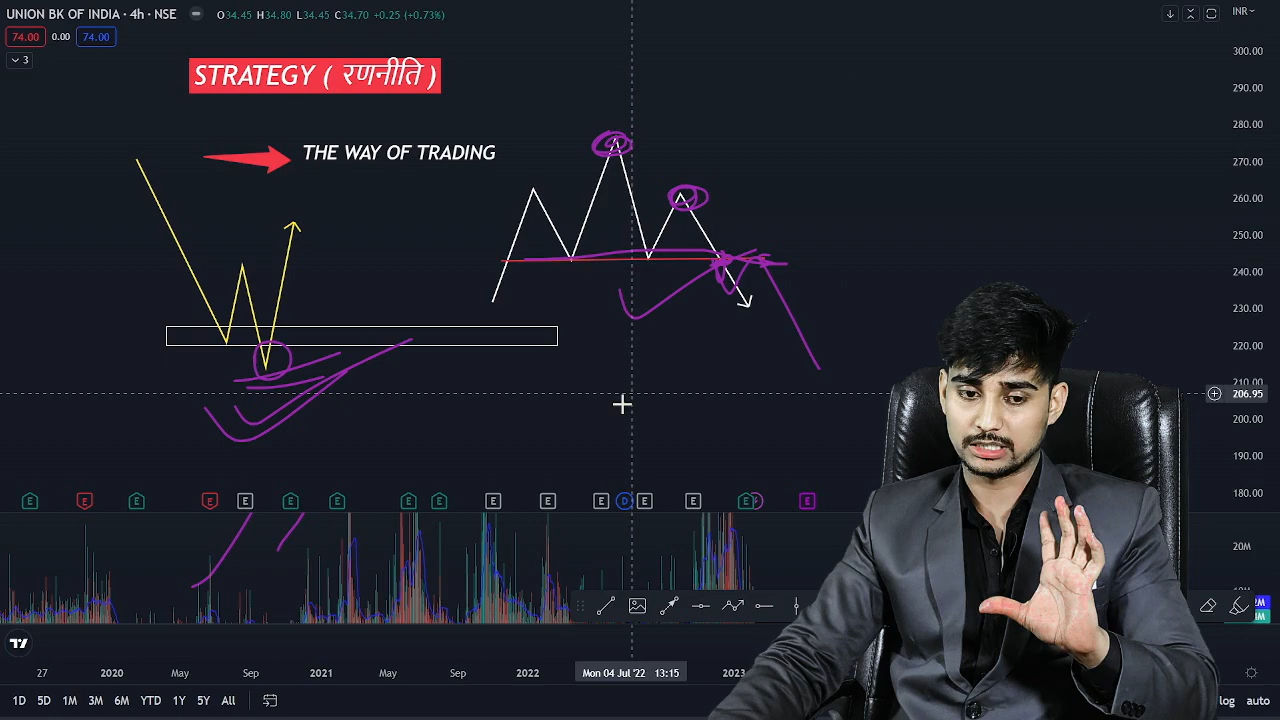 UNION BK OF INDIA · 4h · NSE
O34.45 H34.80 L34.45 C34.70 +0.25 (+0.73%)
INR
74.00 0.00 74.00
3
STRATEGY ( रणनीति )
THE WAY OF TRADING
300.00
290.00
280.00
270.00
260.00
250.00
240.00
230.00
220.00
210.00
206.95
200.00
190.00
E E E E E E E E E E E E D E E E E
20M
27 2020 May Sep 2021 May Sep 2022 Mon 04 Jul '22 13:15 2023
1D 5D 1M 3M 6M YTD 1Y 5Y All
log auto